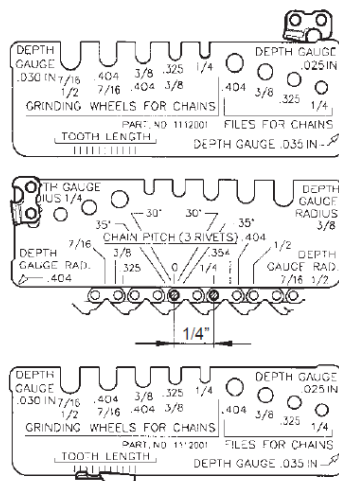 DEPTH GAUGE .030 IN 7/16 1/2 .404 7/16 3/8 .404 .325 3/8 1/4 DEPTH GAUGE .025 IN
.404 3/8 .325 1/4
GRINDING WHEELS FOR CHAINS
PART, NO 1112001 FILES FOR CHAINS
TOOTH LENGTH DEPTH GAUGE .035 IN
DEPTH GAUGE RADIUS 3/8
TH GAUGE
DIUS 1/4
35° 30° 30° 35°
CHAIN PITCH (3 RIVETS)
7/16 3/8 .325 0 1/4 .354 .404 1/2
DEPTH GAUGE RAD. .404
DEPTH GAUGE RAD. 7/16 1/2
1/4"
DEPTH GAUGE .030 IN 7/16 1/2 .404 7/16 3/8 .404 .325 3/8 1/4 DEPTH GAUGE .025 IN
.404 3/8 .325 1/4
GRINDING WHEELS FOR CHAINS
PART, NO 1112001 FILES FOR CHAINS
TOOTH LENGTH DEPTH GAUGE .035 IN